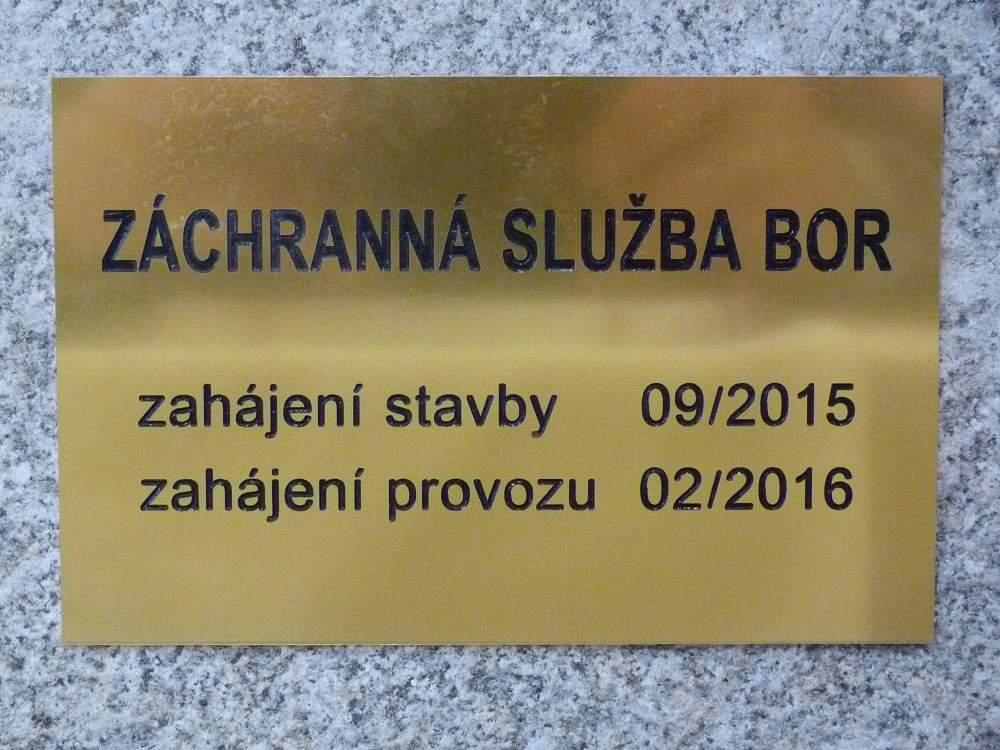 ZÁCHRANNÁ SLUŽBA BOR
zahájení stavby 09/2015
zahájení provozu 02/2016